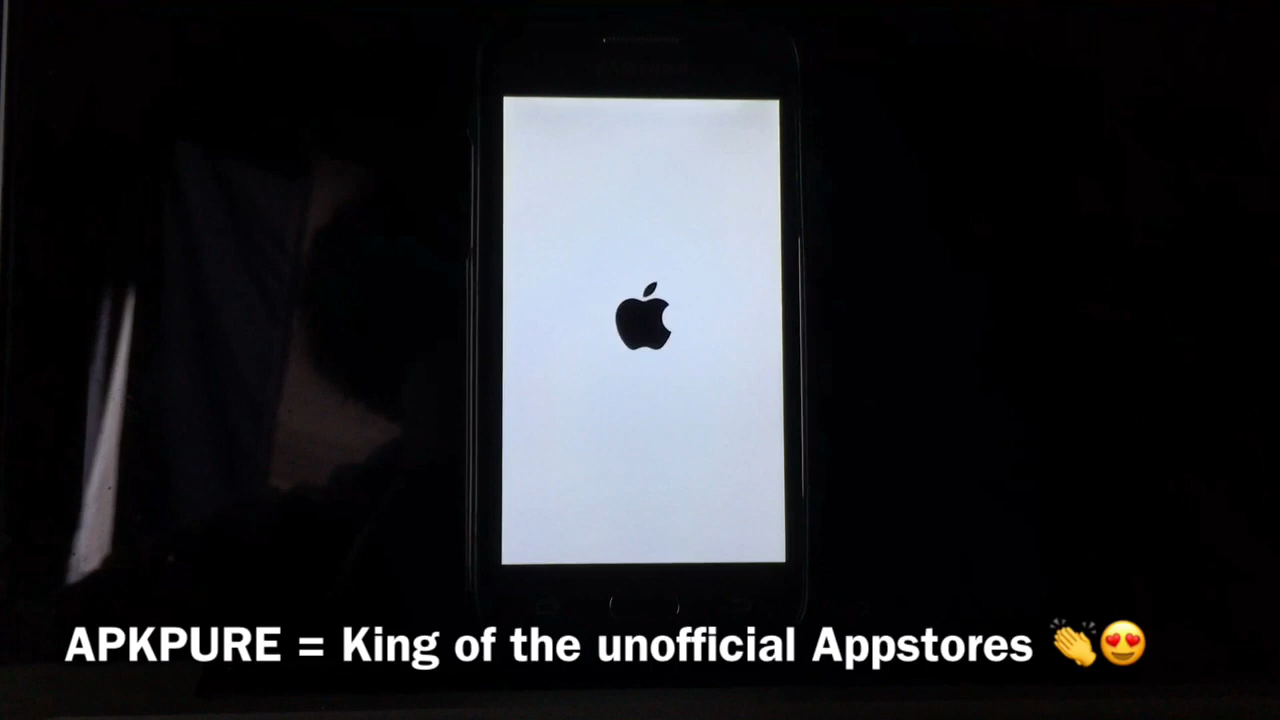 APKPURE = King of the unofficial Appstores 👏😍